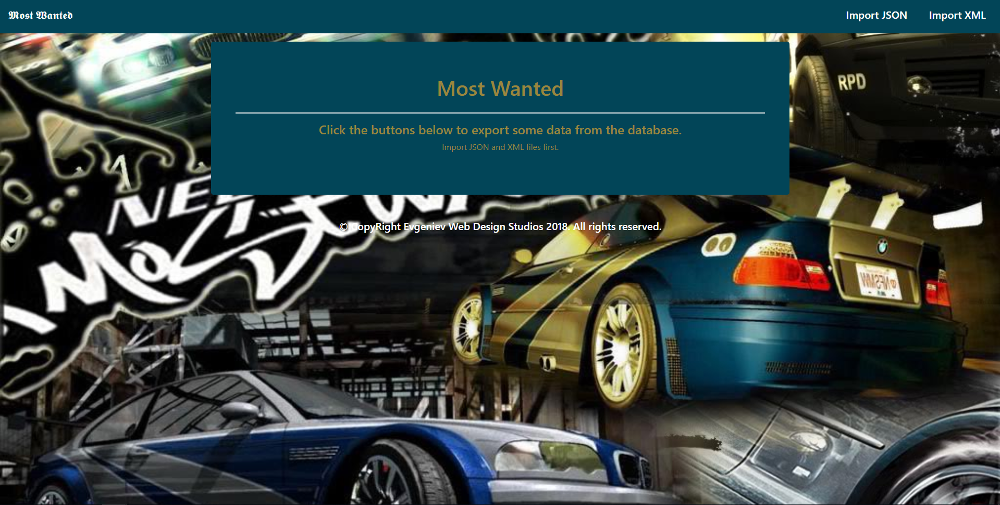 Most Wanted
Import JSON Import XML
RPD
Most Wanted
Click the buttons below to export some data from the database.
Import JSON and XML files first.
© CopyRight Evgeniev Web Design Studios 2018. All rights reserved.